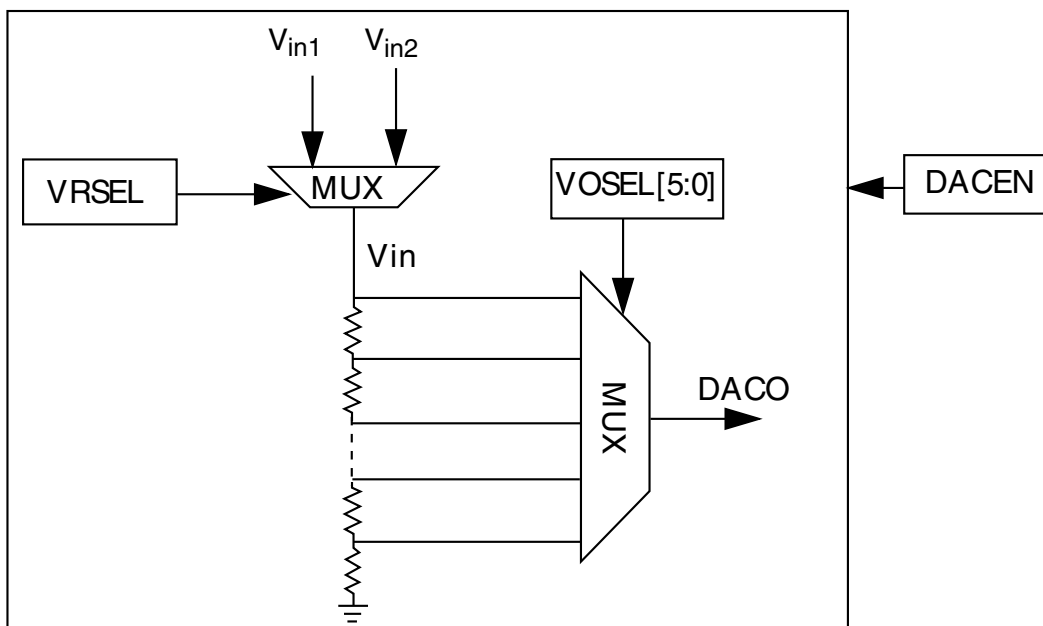 Vin1 Vin2
VRSEL
MUX
VOSEL[5:0]
DACEN
Vin
MUX
DACO